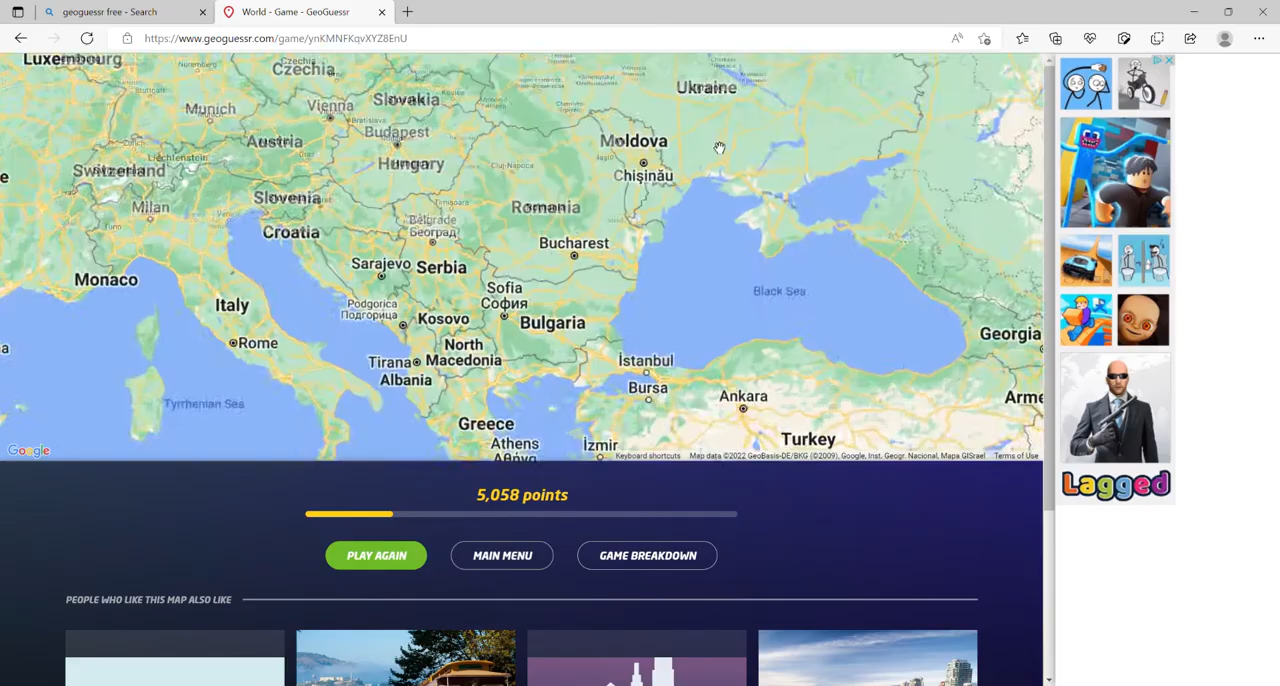 geoguessr free - Search
World - Game - GeoGuessr
https://www.geoguessr.com/game/ynKMNFKqvXYZ8EnU
Luxembourg
Czechia
Ukraine
Munich
Vienna
Slovakia
Austria
Budapest
Moldova
Liechtenstein
Switzerland
Hungary
Cluj-Napoca
Chișinău
Milan
Slovenia
Timișoara
Romania
Croatia
Belgrade
Београд
Bucharest
Monaco
Sarajevo
Serbia
Sofia
София
Black Sea
Italy
Podgorica
Подгорица
Kosovo
Bulgaria
Georgia
Rome
North
Macedonia
Tirana
Albania
İstanbul
Bursa
Ankara
Arme
Tyrrhenian Sea
Greece
Turkey
Athens
Αθήνα
İzmir
Google
Keyboard shortcuts
Map data ©2022 GeoBasis-DE/BKG (©2009), Google, Inst. Geogr. Nacional, Mapa GISrael
Terms of Use
Lagged
5,058 points
PLAY AGAIN
MAIN MENU
GAME BREAKDOWN
PEOPLE WHO LIKE THIS MAP ALSO LIKE